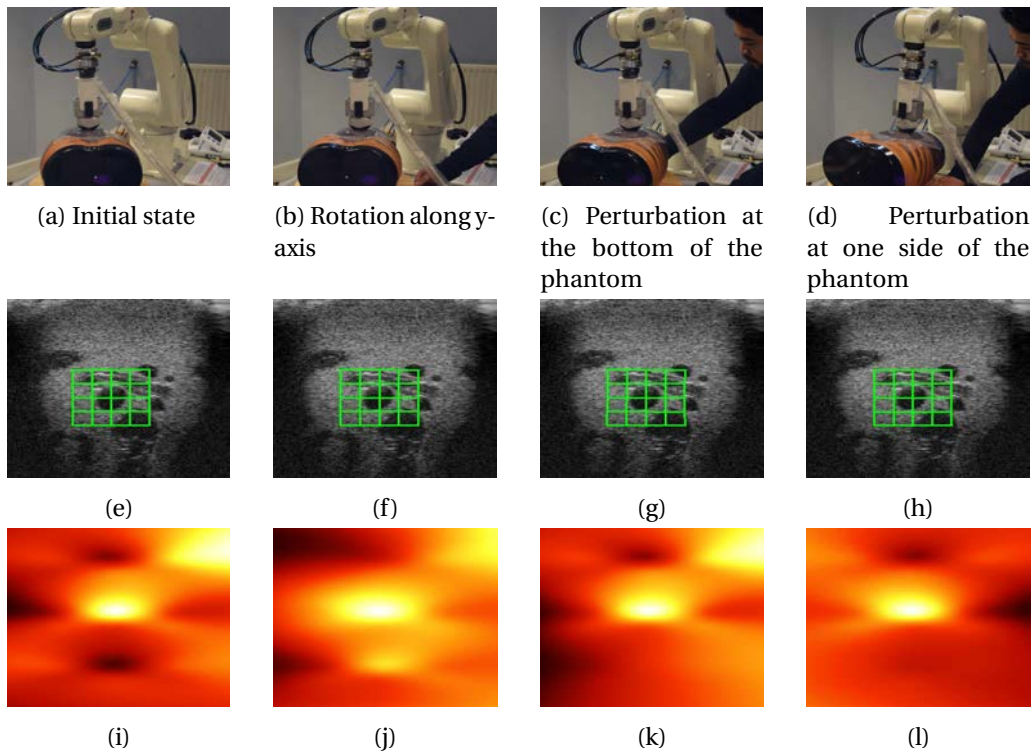 (a) Initial state
(b) Rotation along y-
axis
(c) Perturbation at
the bottom of the
phantom
(d) Perturbation
at one side of the
phantom
(e)
(f)
(g)
(h)
(i)
(j)
(k)
(l)